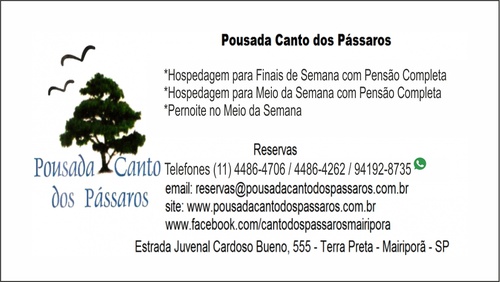 Pousada Canto dos Pássaros
*Hospedagem para Finais de Semana com Pensão Completa
*Hospedagem para Meio da Semana com Pensão Completa
*Pernoite no Meio da Semana
Pousada Canto
dos Pássaros
Reservas
Telefones (11) 4486-4706 / 4486-4262 / 94192-8735
email: reservas@pousadacantodospassaros.com.br
site: www.pousadacantodospassaros.com.br
www.facebook.com/cantodospassarosmairipora
Estrada Juvenal Cardoso Bueno, 555 - Terra Preta - Mairiporã - SP